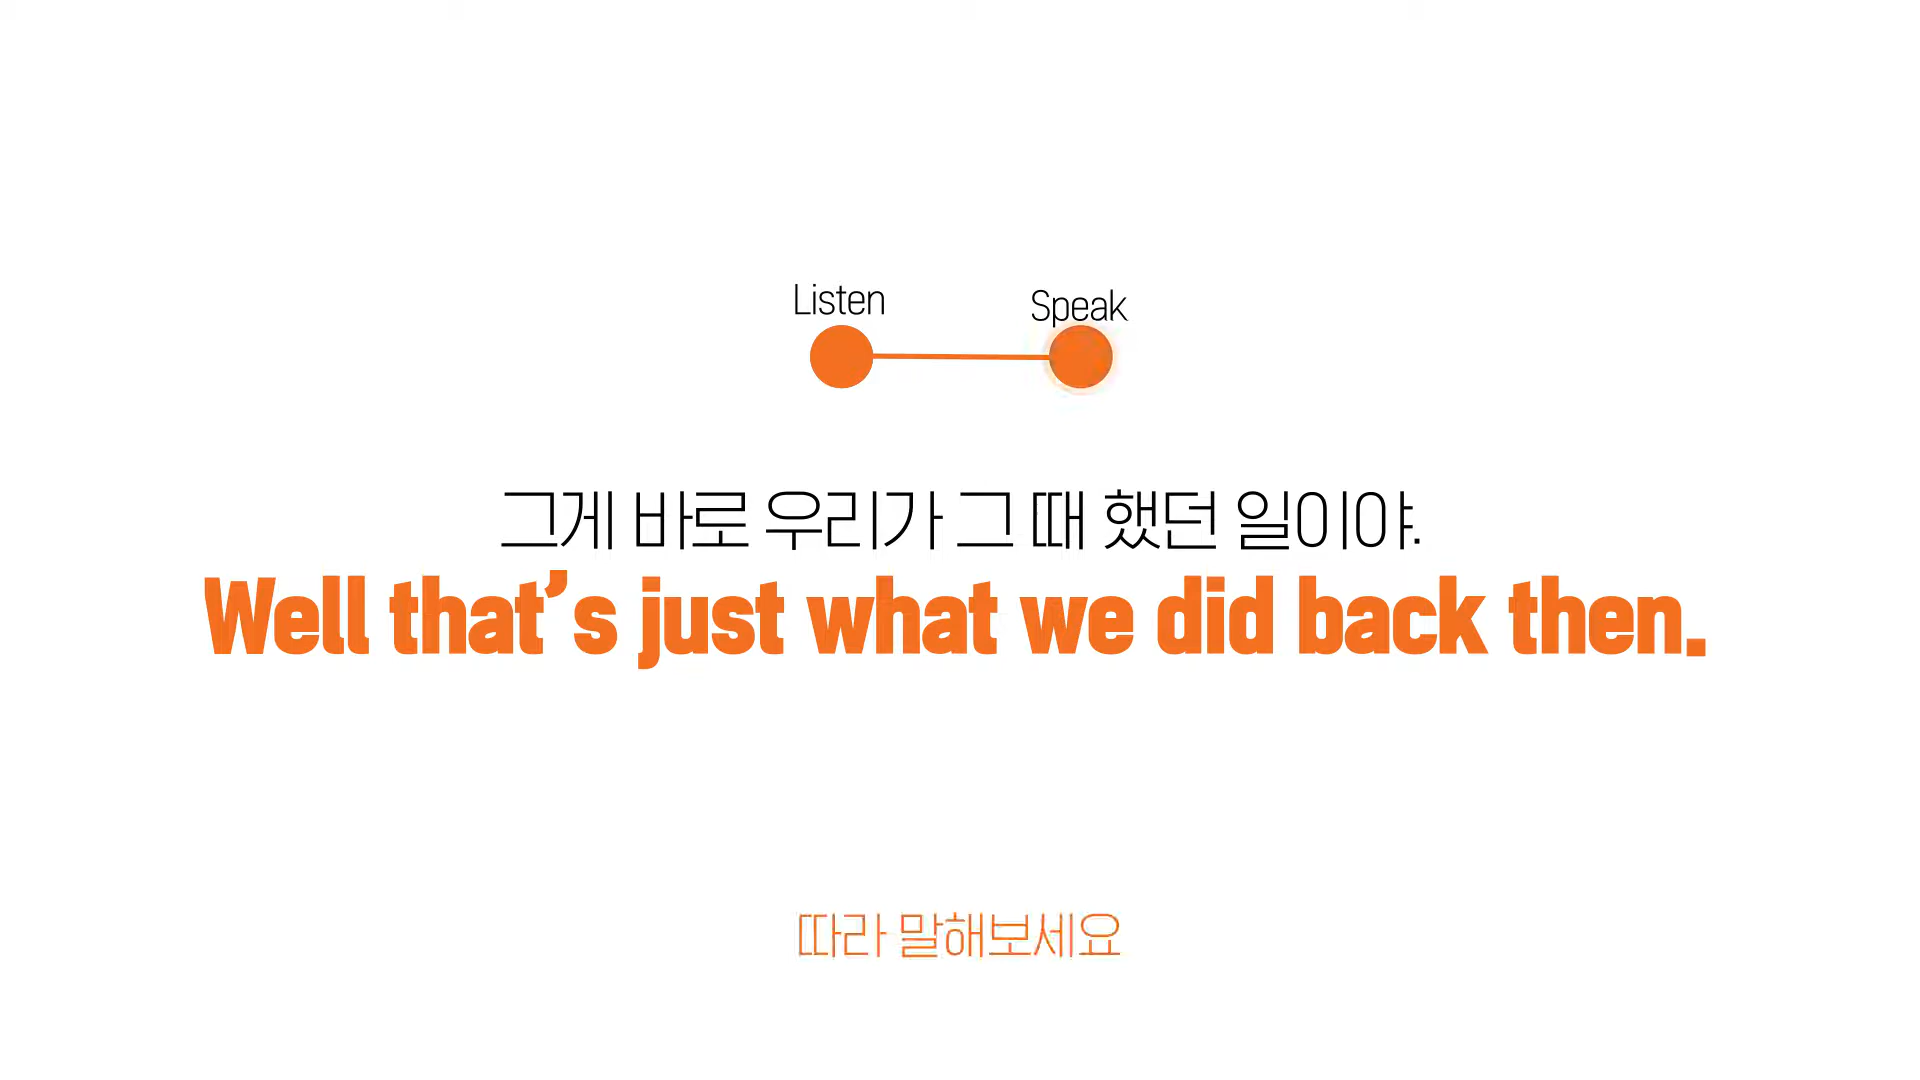 Listen Speak
그게 바로 우리가 그 때 했던 일이야.
Well that's just what we did back then.
따라 말해보세요